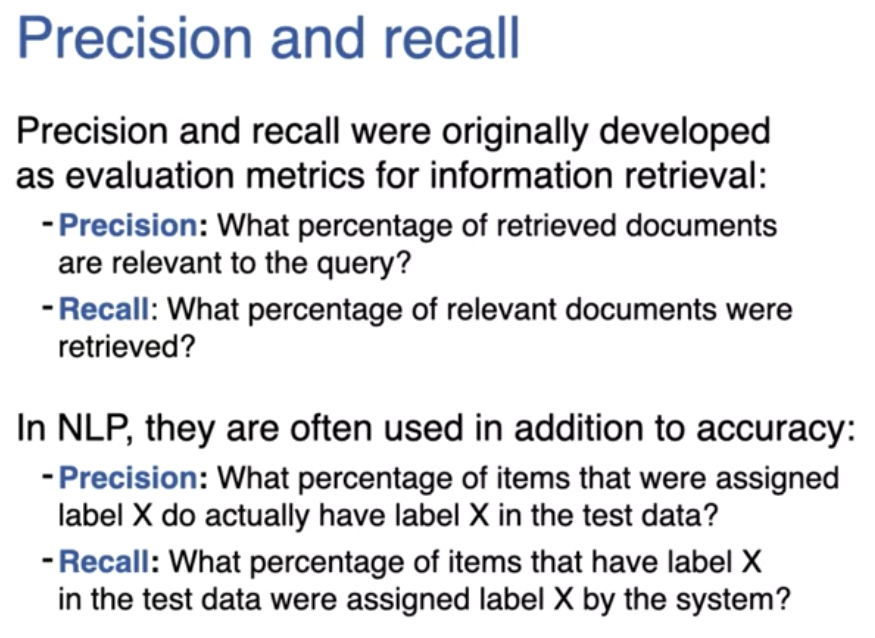 Precision and recall
Precision and recall were originally developed
as evaluation metrics for information retrieval:
- Precision: What percentage of retrieved documents
are relevant to the query?
- Recall: What percentage of relevant documents were
retrieved?
In NLP, they are often used in addition to accuracy:
- Precision: What percentage of items that were assigned
label X do actually have label X in the test data?
- Recall: What percentage of items that have label X
in the test data were assigned label X by the system?